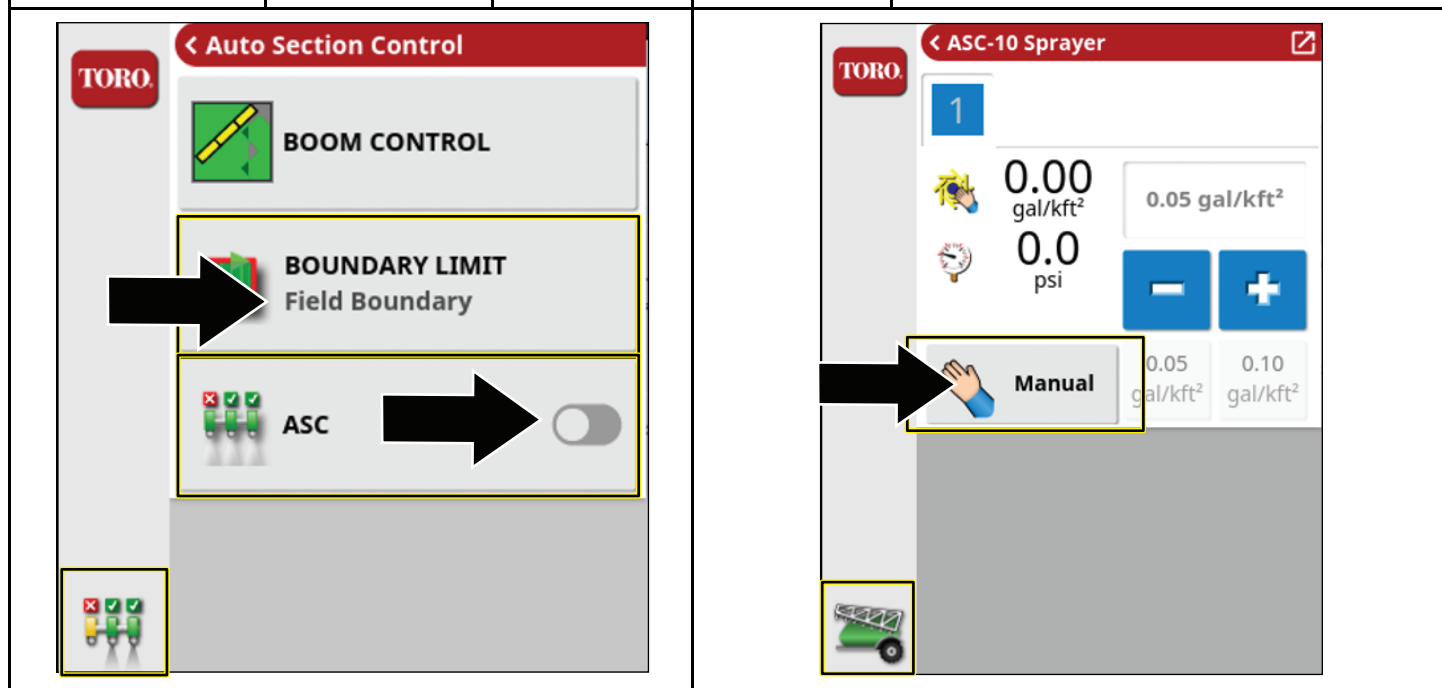 < Auto Section Control
TORO.
BOOM CONTROL
BOUNDARY LIMIT
Field Boundary
ASC
< ASC-10 Sprayer
TORO.
1
0.00
gal/kft²
0.05 gal/kft²
0.0
psi
Manual
0.05
gal/kft²
0.10
gal/kft²